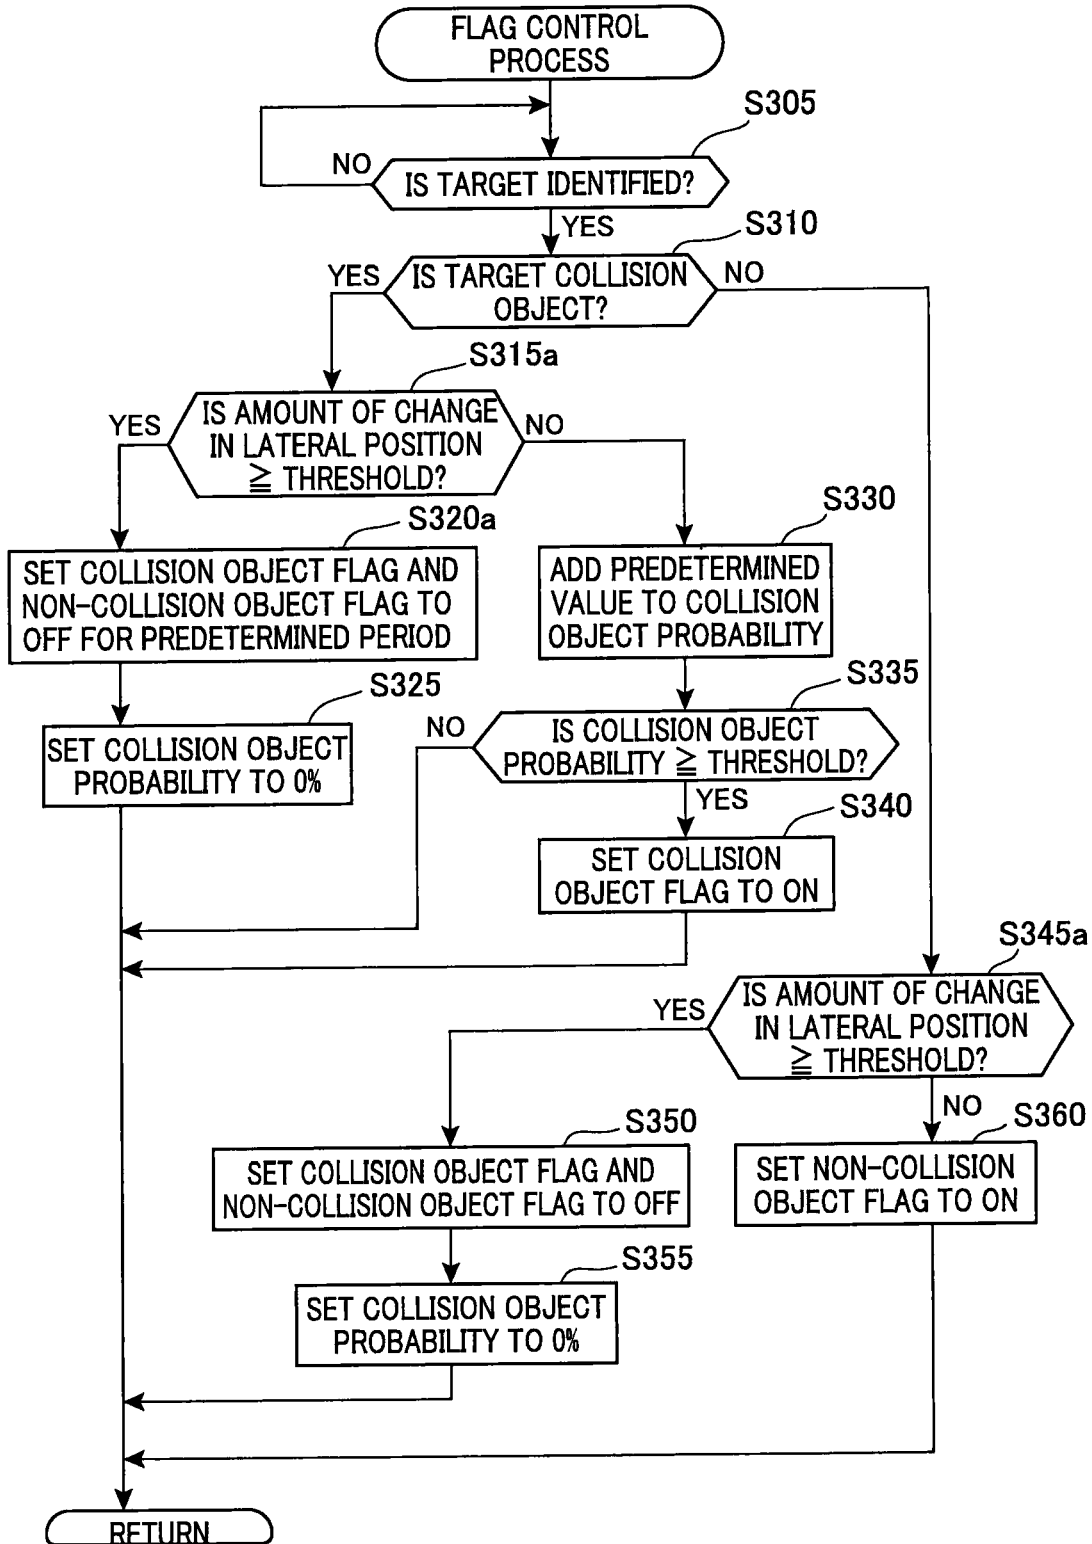 FLAG CONTROL
PROCESS
S305
NO
IS TARGET IDENTIFIED?
YES
S310
YES
IS TARGET COLLISION
OBJECT?
NO
S315a
YES
IS AMOUNT OF CHANGE
IN LATERAL POSITION
≧ THRESHOLD?
NO
S320a
SET COLLISION OBJECT FLAG AND
NON-COLLISION OBJECT FLAG TO
OFF FOR PREDETERMINED PERIOD
S330
ADD PREDETERMINED
VALUE TO COLLISION
OBJECT PROBABILITY
S325
SET COLLISION OBJECT
PROBABILITY TO 0%
S335
NO
IS COLLISION OBJECT
PROBABILITY ≧ THRESHOLD?
YES
S340
SET COLLISION
OBJECT FLAG TO ON
S345a
YES
IS AMOUNT OF CHANGE
IN LATERAL POSITION
≧ THRESHOLD?
NO
S350
SET COLLISION OBJECT FLAG AND
NON-COLLISION OBJECT FLAG TO OFF
S360
SET NON-COLLISION
OBJECT FLAG TO ON
S355
SET COLLISION OBJECT
PROBABILITY TO 0%
RETURN